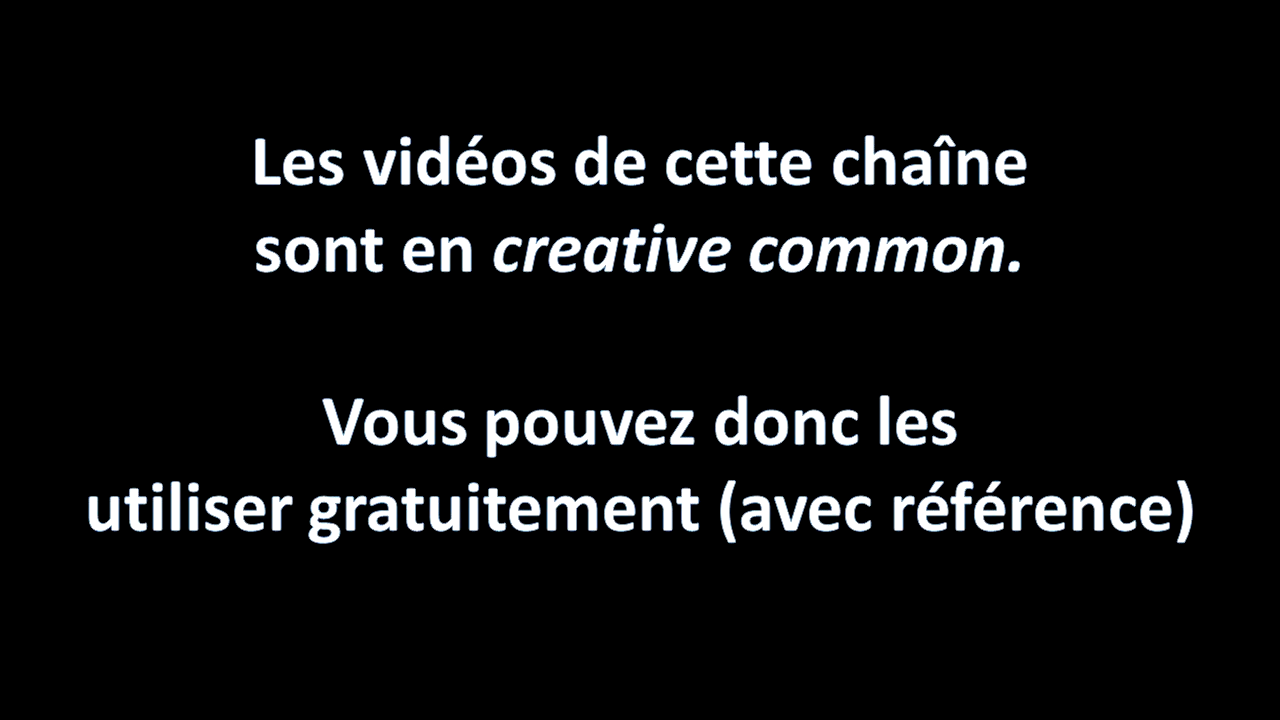 Les vidéos de cette chaîne
sont en creative common.
Vous pouvez donc les
utiliser gratuitement (avec référence)